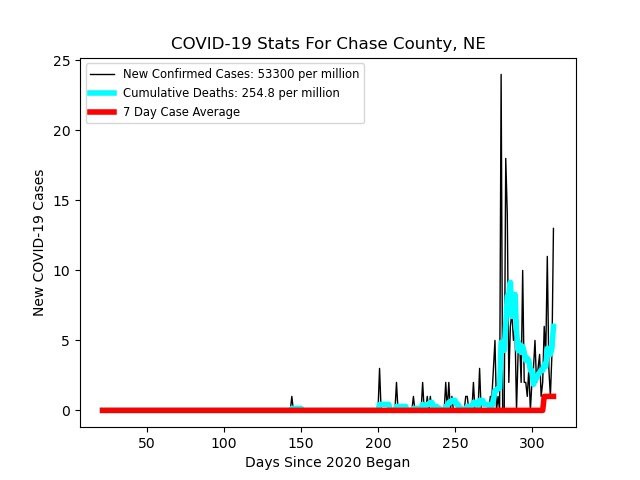 COVID-19 Stats For Chase County, NE
New Confirmed Cases: 53300 per million
Cumulative Deaths: 254.8 per million
7 Day Case Average
New COVID-19 Cases
25
20
15
10
5
0
50 100 150 200 250 300
Days Since 2020 Began